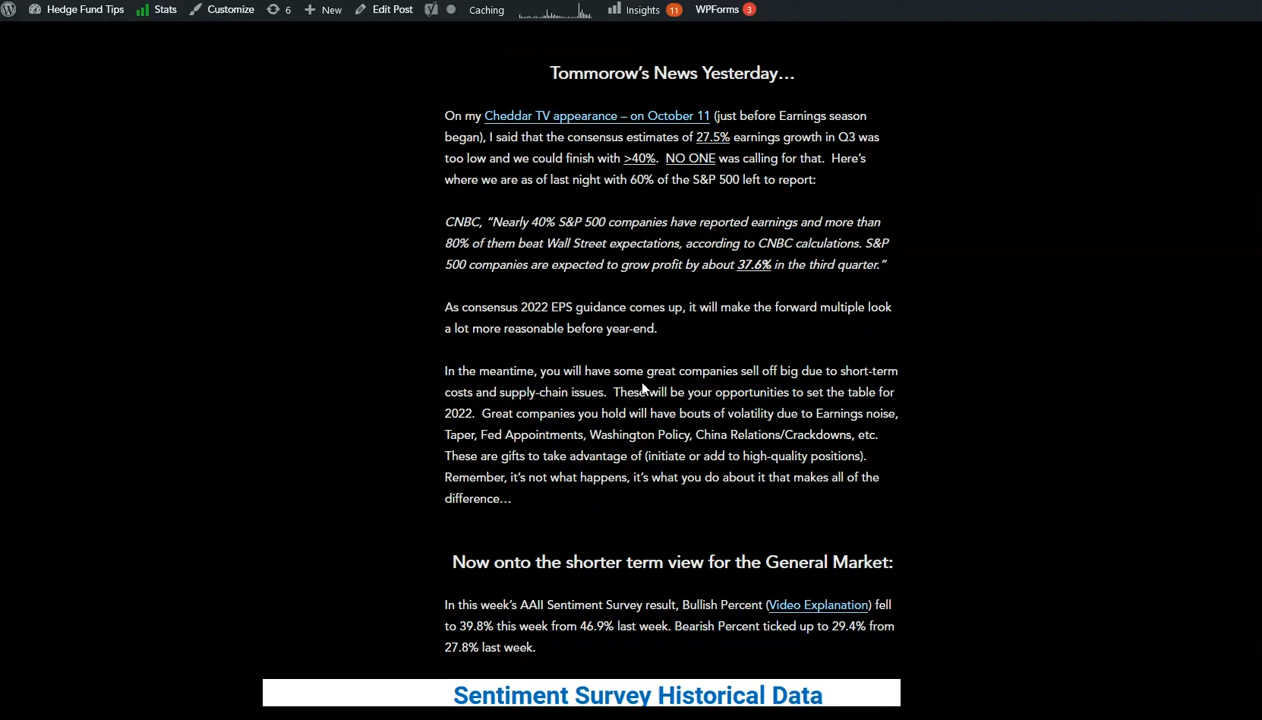 Hedge Fund Tips Stats Customize 6 New Edit Post Caching Insights 11 WPForms 3
Tommorow's News Yesterday…
On my Cheddar TV appearance – on October 11 (just before Earnings season
began), I said that the consensus estimates of 27.5% earnings growth in Q3 was
too low and we could finish with >40%. NO ONE was calling for that. Here's
where we are as of last night with 60% of the S&P 500 left to report:
CNBC, "Nearly 40% S&P 500 companies have reported earnings and more than
80% of them beat Wall Street expectations, according to CNBC calculations. S&P
500 companies are expected to grow profit by about 37.6% in the third quarter."
As consensus 2022 EPS guidance comes up, it will make the forward multiple look
a lot more reasonable before year-end.
In the meantime, you will have some great companies sell off big due to short-term
costs and supply-chain issues. These will be your opportunities to set the table for
2022. Great companies you hold will have bouts of volatility due to Earnings noise,
Taper, Fed Appointments, Washington Policy, China Relations/Crackdowns, etc.
These are gifts to take advantage of (initiate or add to high-quality positions).
Remember, it's not what happens, it's what you do about it that makes all of the
difference…
Now onto the shorter term view for the General Market:
In this week's AAII Sentiment Survey result, Bullish Percent (Video Explanation) fell
to 39.8% this week from 46.9% last week. Bearish Percent ticked up to 29.4% from
27.8% last week.
Sentiment Survey Historical Data